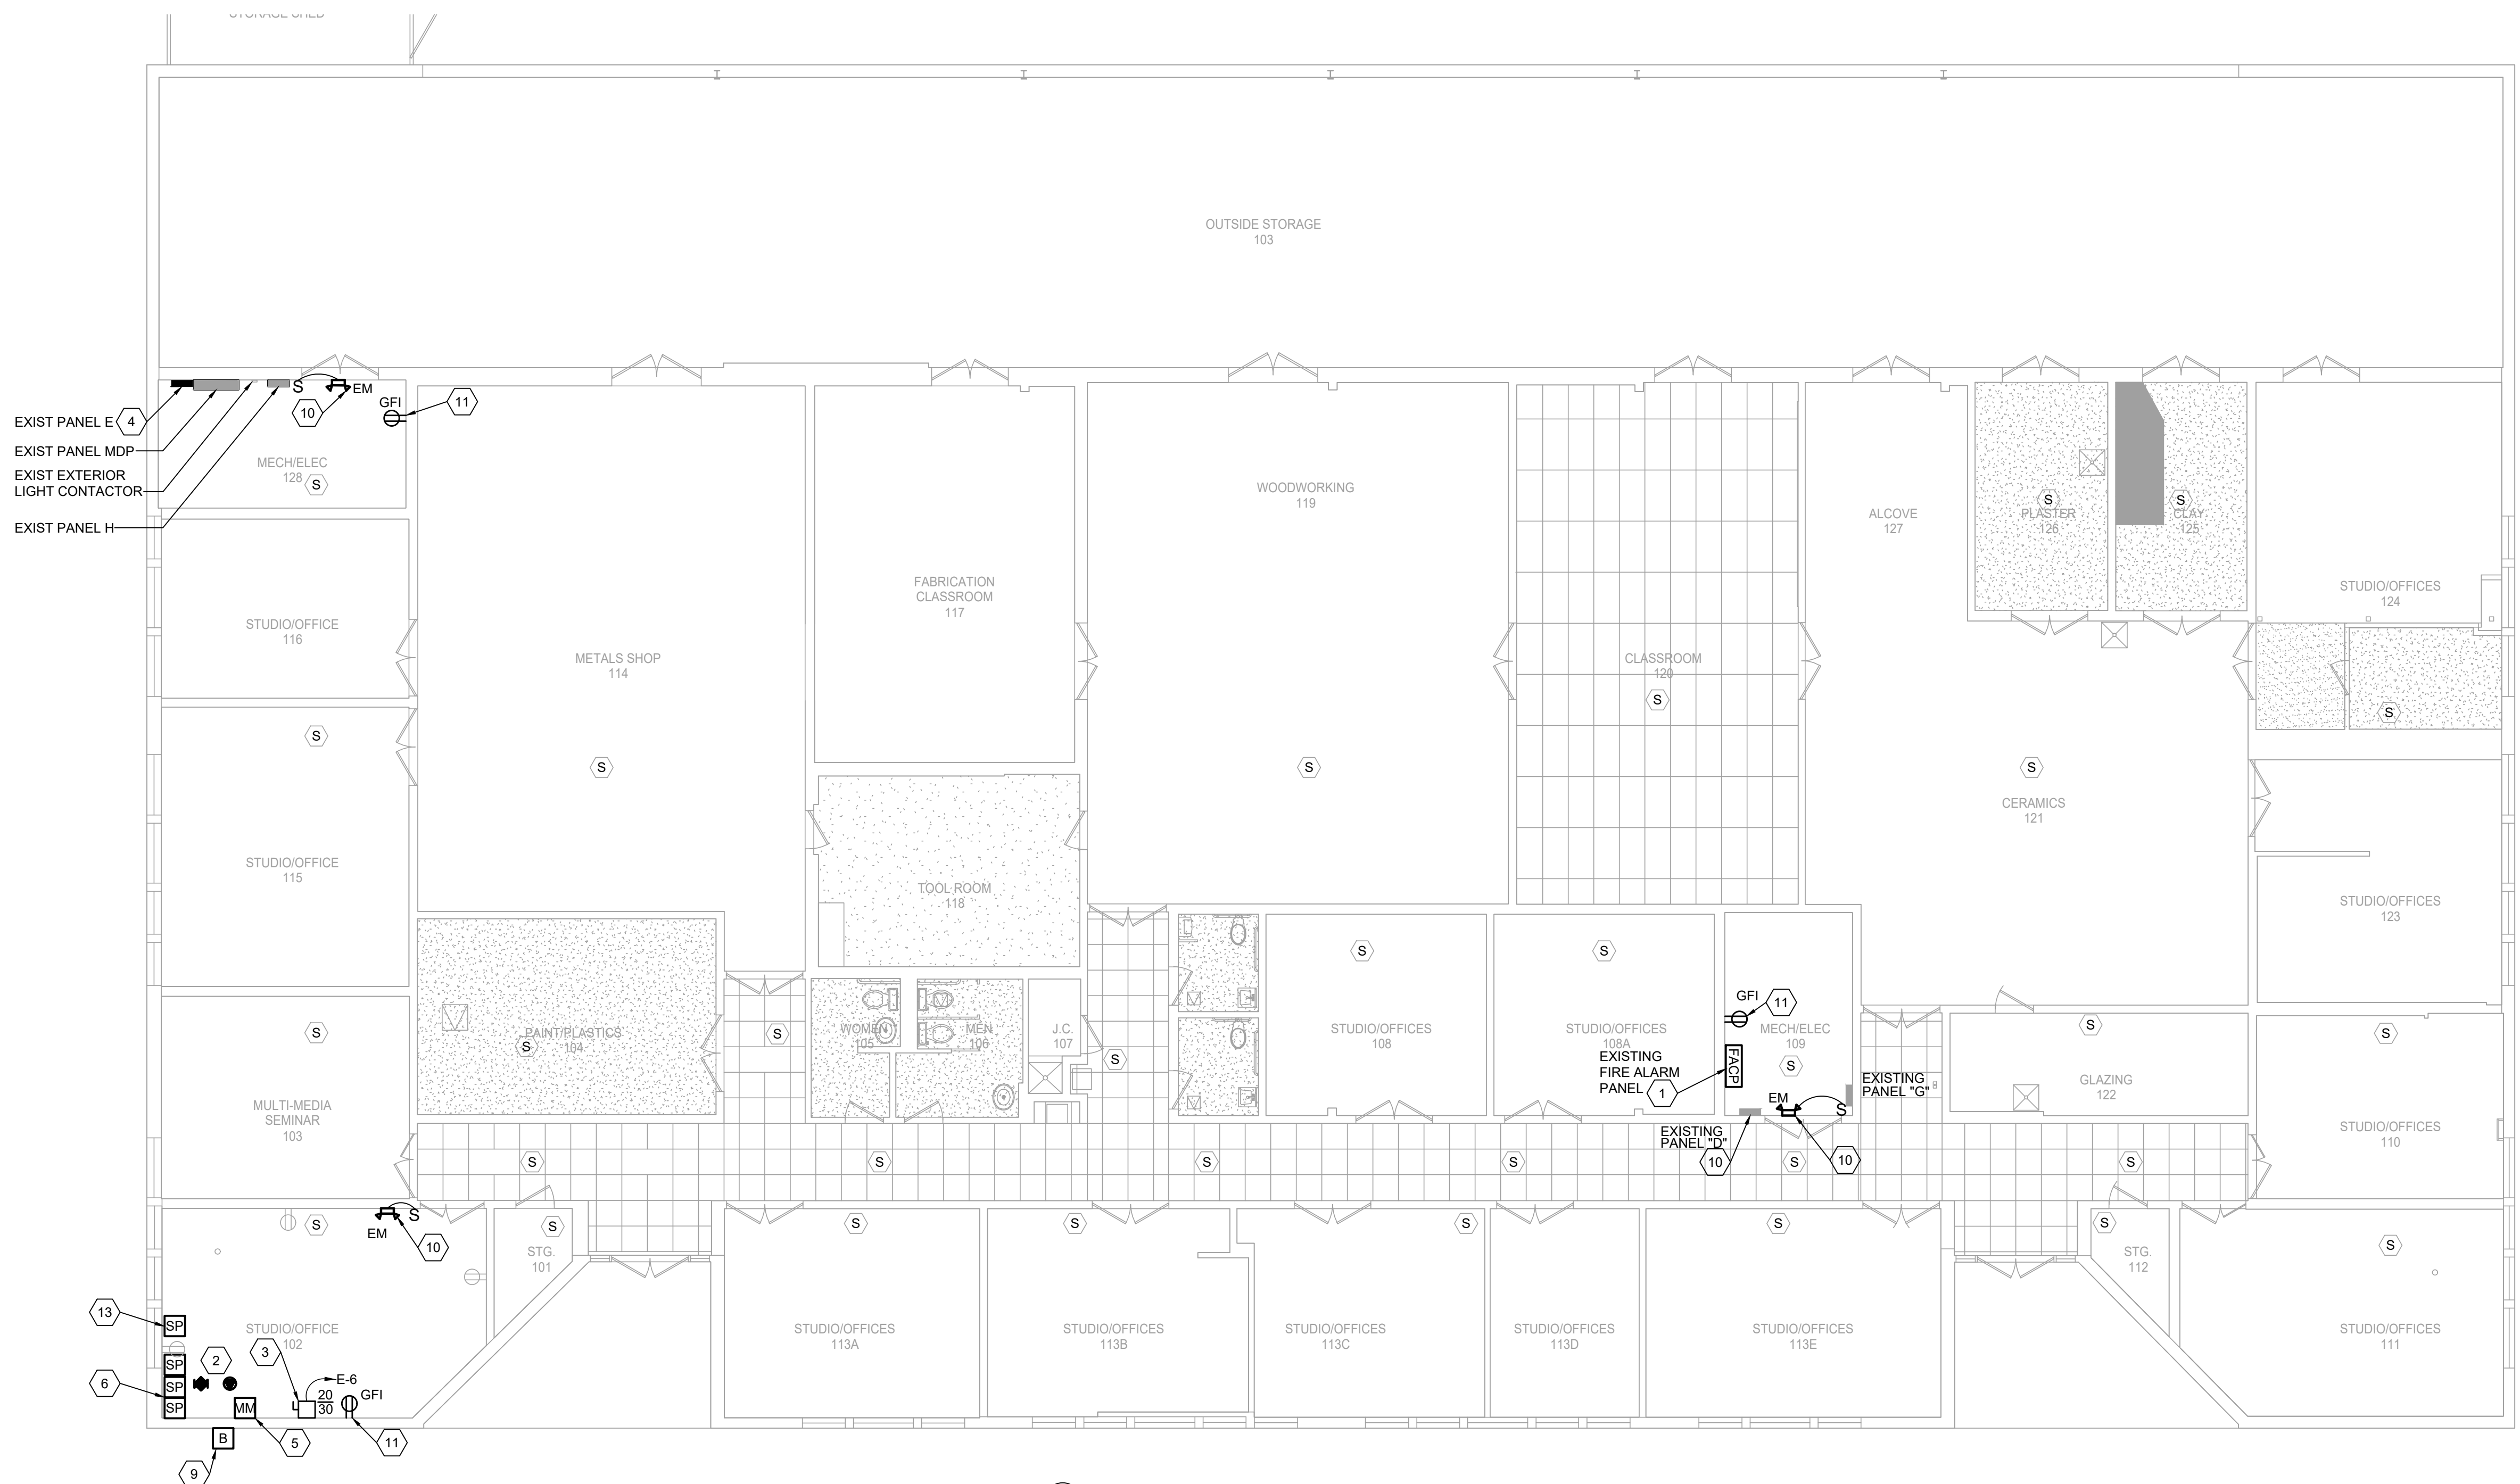 STORAGE SHED
OUTSIDE STORAGE
103
S
EM
GFI
10
11
EXIST PANEL E
4
EXIST PANEL MDP
EXIST EXTERIOR
LIGHT CONTACTOR
EXIST PANEL H
MECH/ELEC
128
S
WOODWORKING
119
S
ALCOVE
127
S
PLASTER
126
S
CLAY
125
FABRICATION
CLASSROOM
117
STUDIO/OFFICES
124
S
STUDIO/OFFICE
116
METALS SHOP
114
S
CLASSROOM
120
S
S
STUDIO/OFFICE
115
CERAMICS
121
S
TOOL ROOM
118
STUDIO/OFFICES
123
S
S
GFI
11
S
PAINT/PLASTICS
104
S
S
WOMEN
105
MEN
106
J.C.
107
S
STUDIO/OFFICES
108
STUDIO/OFFICES
108A
MECH/ELEC
109
S
EXISTING
FIRE ALARM
PANEL
1
FACP
EXISTING
PANEL "G"
S
GLAZING
122
S
MULTI-MEDIA
SEMINAR
103
EM
S
EXISTING
PANEL "D"
10
10
STUDIO/OFFICES
110
S
S
S
S
S
S
S
EM
S
10
S
STG.
101
S
S
S
S
S
STG.
112
S
13
SP
STUDIO/OFFICE
102
STUDIO/OFFICES
113A
STUDIO/OFFICES
113B
STUDIO/OFFICES
113C
STUDIO/OFFICES
113D
STUDIO/OFFICES
113E
STUDIO/OFFICES
111
6
SP
SP
SP
2
3
E-6
20
30
GFI
MM
B
5
11
9